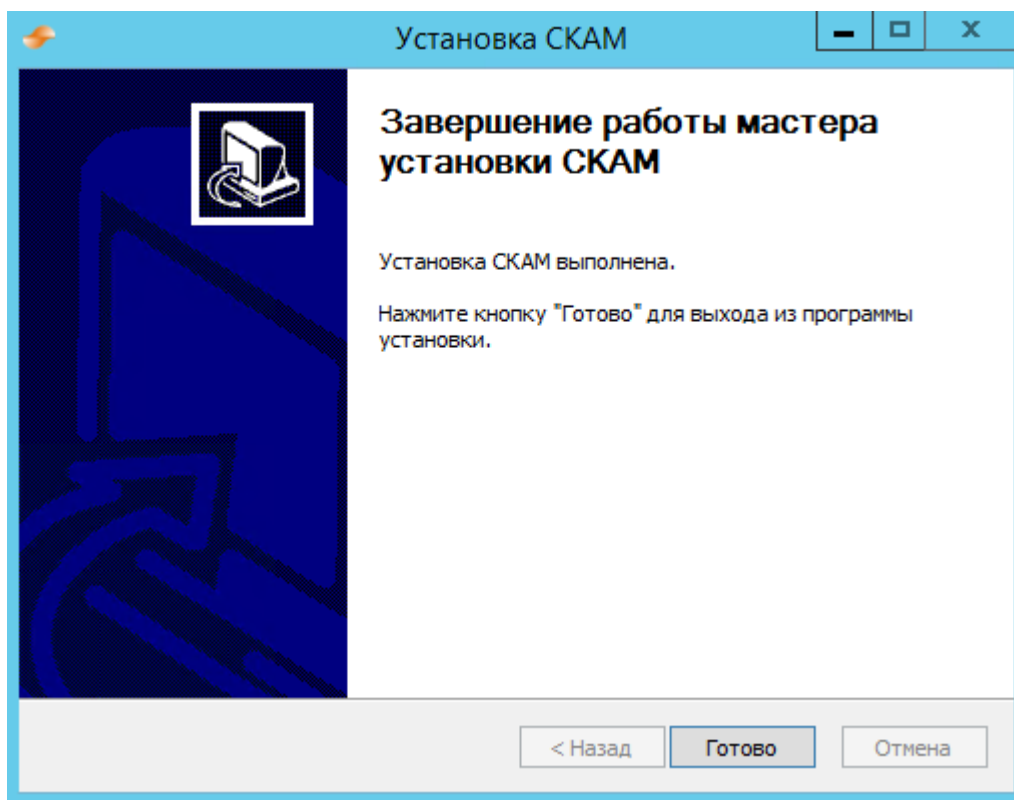 Установка СКАМ
Завершение работы мастера
установки СКАМ
Установка СКАМ выполнена.
Нажмите кнопку "Готово" для выхода из программы
установки.
< Назад
Готово
Отмена